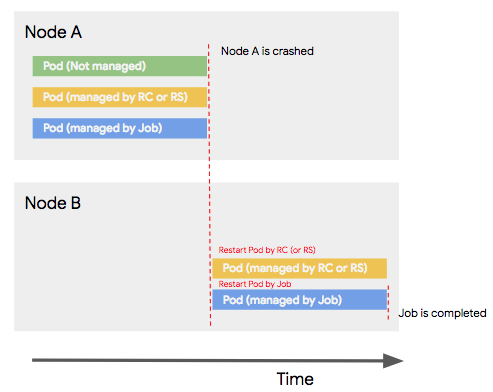 Node A
Node A is crashed
Pod (Not managed)
Pod (managed by RC or RS)
Pod (managed by Job)
Node B
Restart Pod by RC (or RS)
Pod (managed by RC or RS)
Restart Pod by Job
Pod (managed by Job)
Job is completed
Time